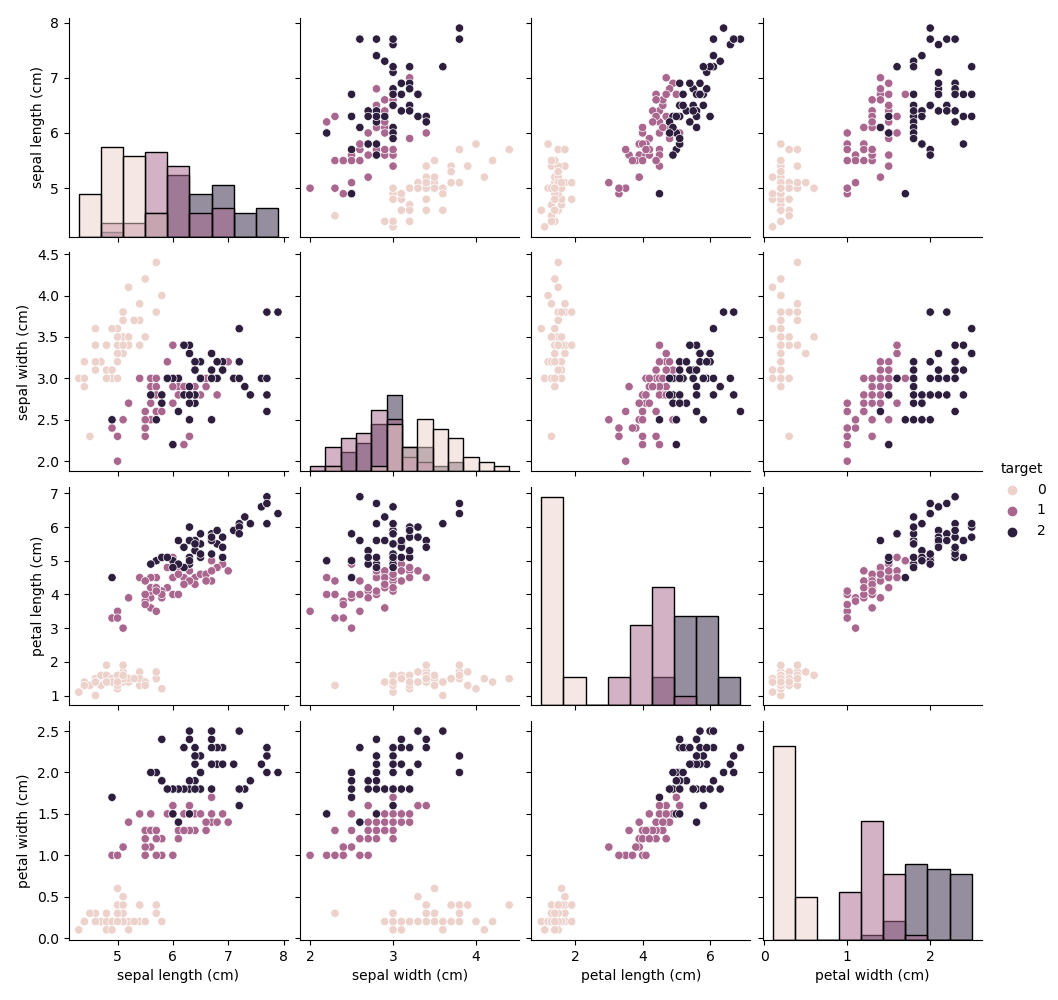 8
7
6
5
sepal length (cm)
4.5
4.0
3.5
3.0
2.5
2.0
sepal width (cm)
target
0
1
2
7
6
5
4
3
2
1
petal length (cm)
2.5
2.0
1.5
1.0
0.5
0.0
petal width (cm)
5 6 7 8
2 3 4
2 4 6
0 1 2
sepal length (cm)
sepal width (cm)
petal length (cm)
petal width (cm)